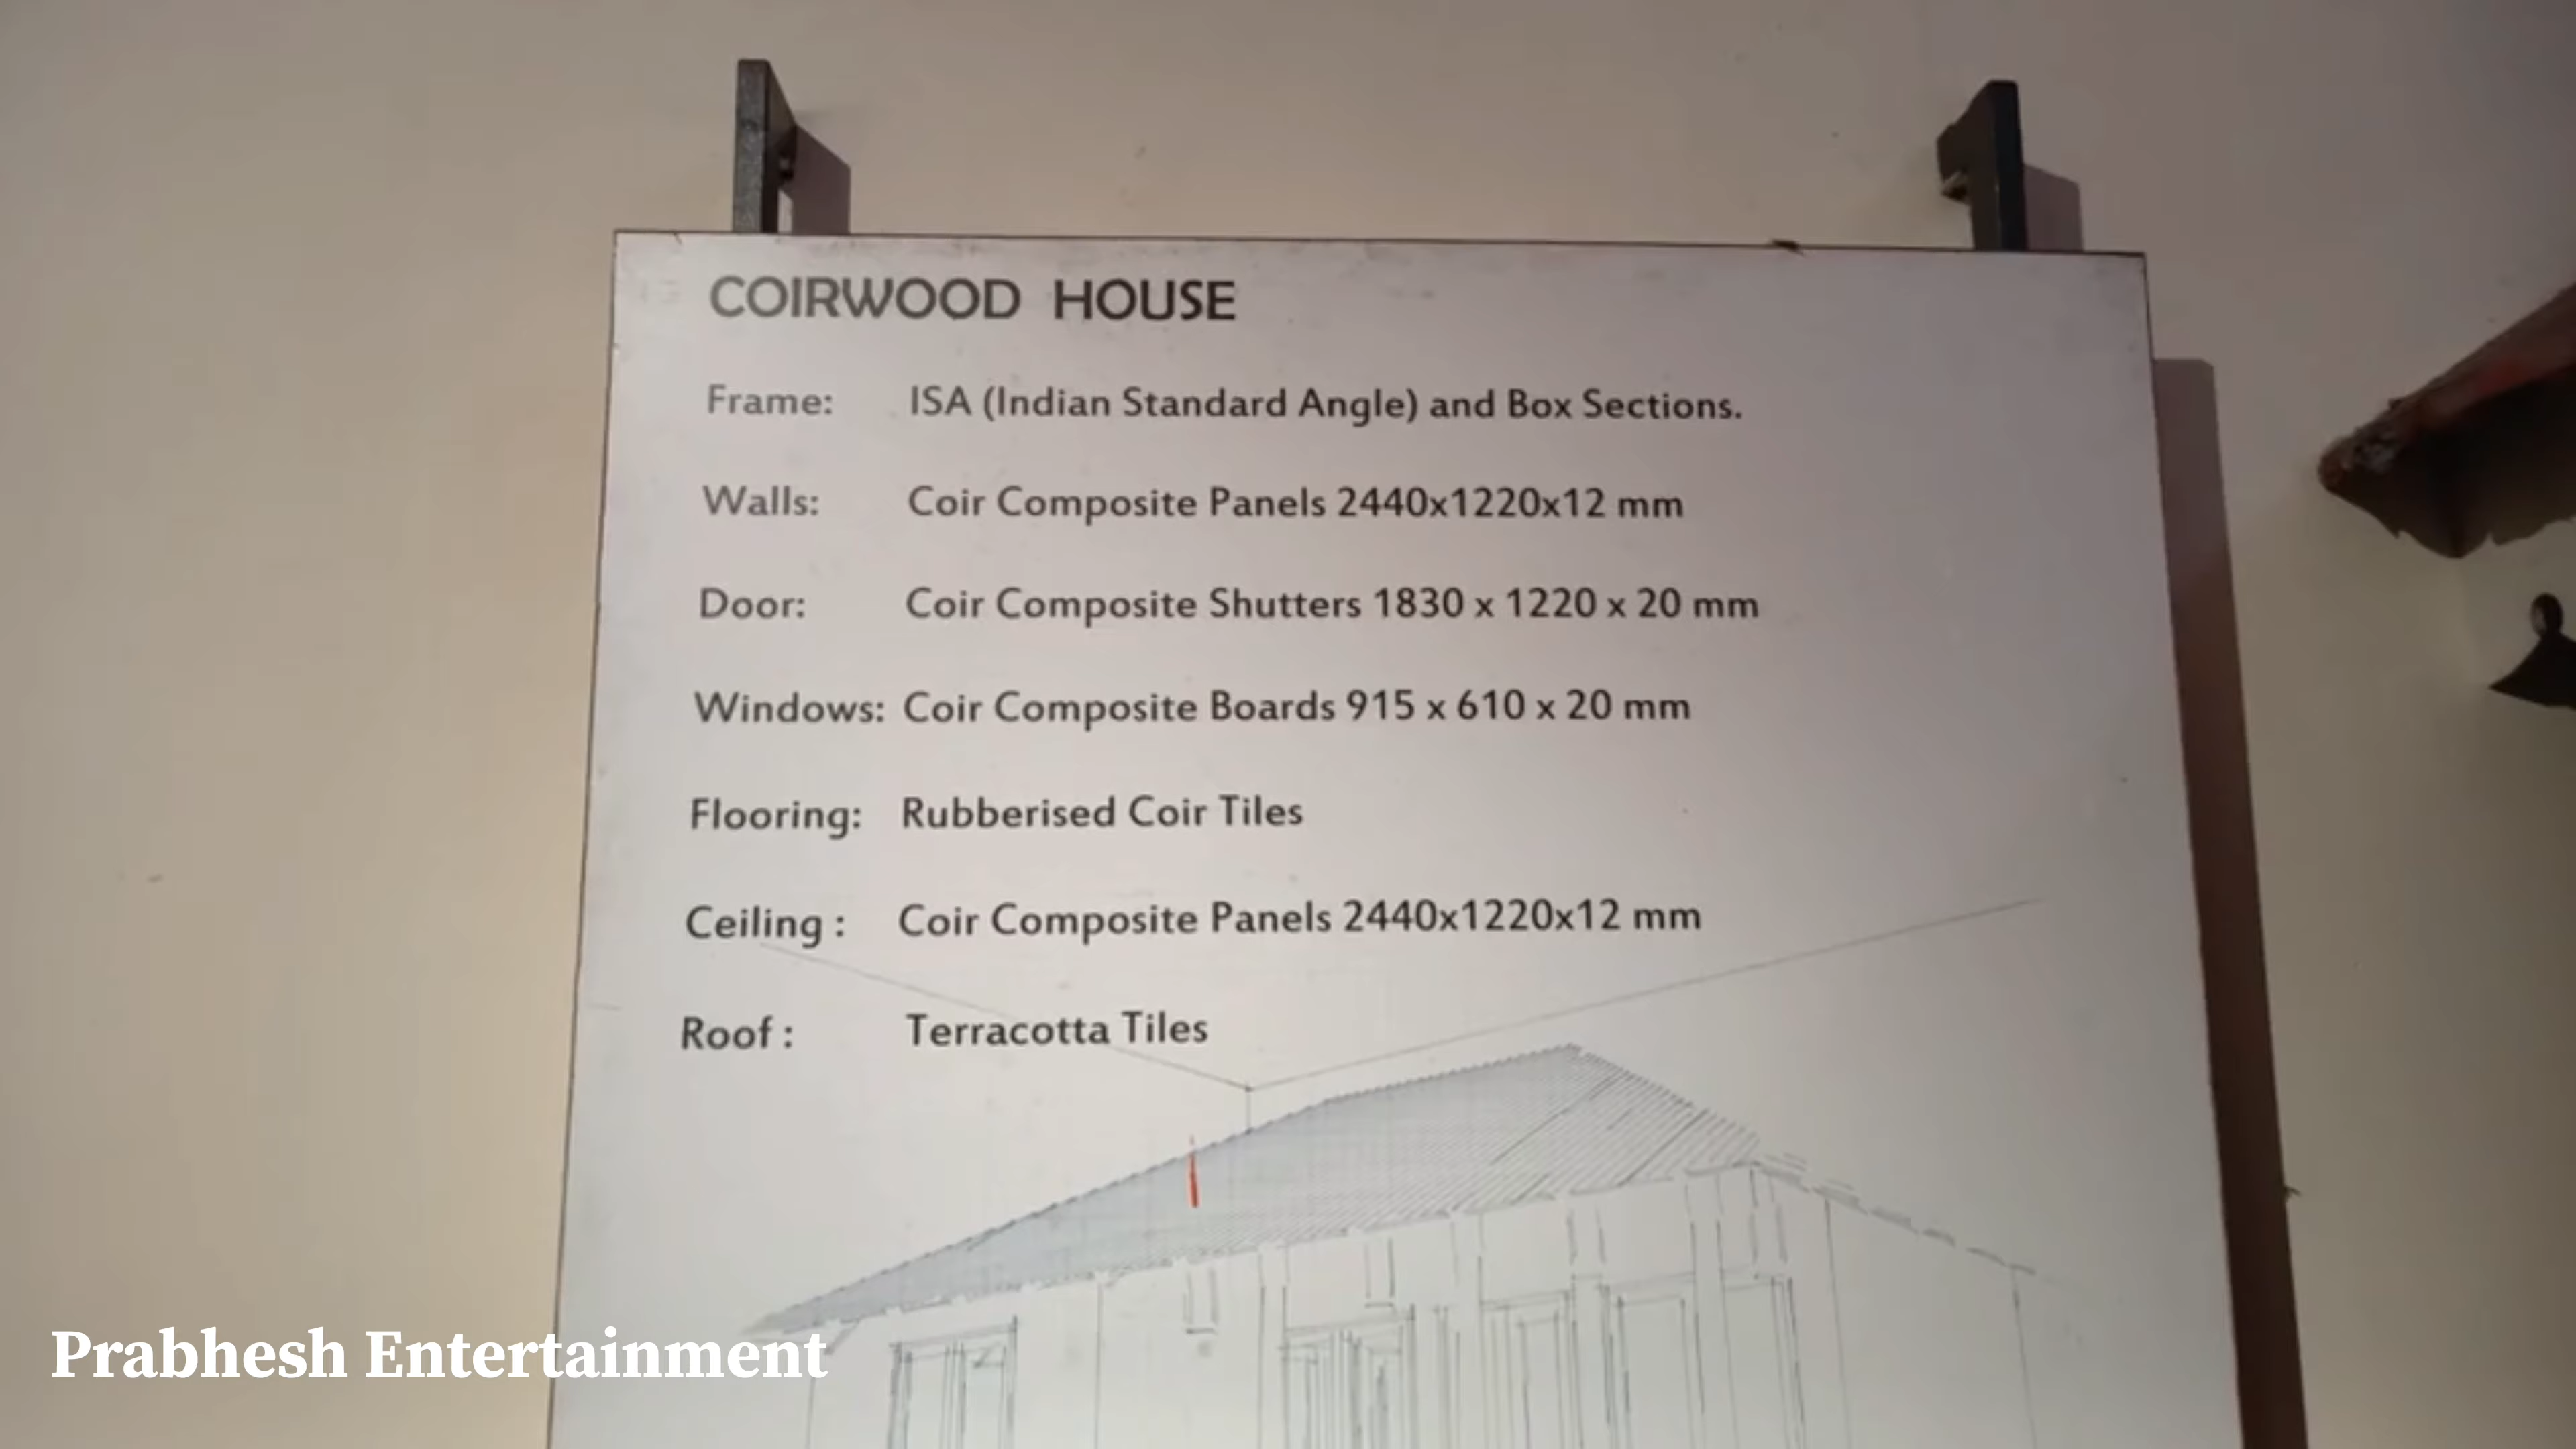 COIRWOOD HOUSE
Frame: ISA (Indian Standard Angle) and Box Sections.
Walls: Coir Composite Panels 2440x1220x12 mm
Door: Coir Composite Shutters 1830 x 1220 x 20 mm
Windows: Coir Composite Boards 915 x 610 x 20 mm
Flooring: Rubberised Coir Tiles
Ceiling : Coir Composite Panels 2440x1220x12 mm
Roof : Terracotta Tiles
Prabhesh Entertainment